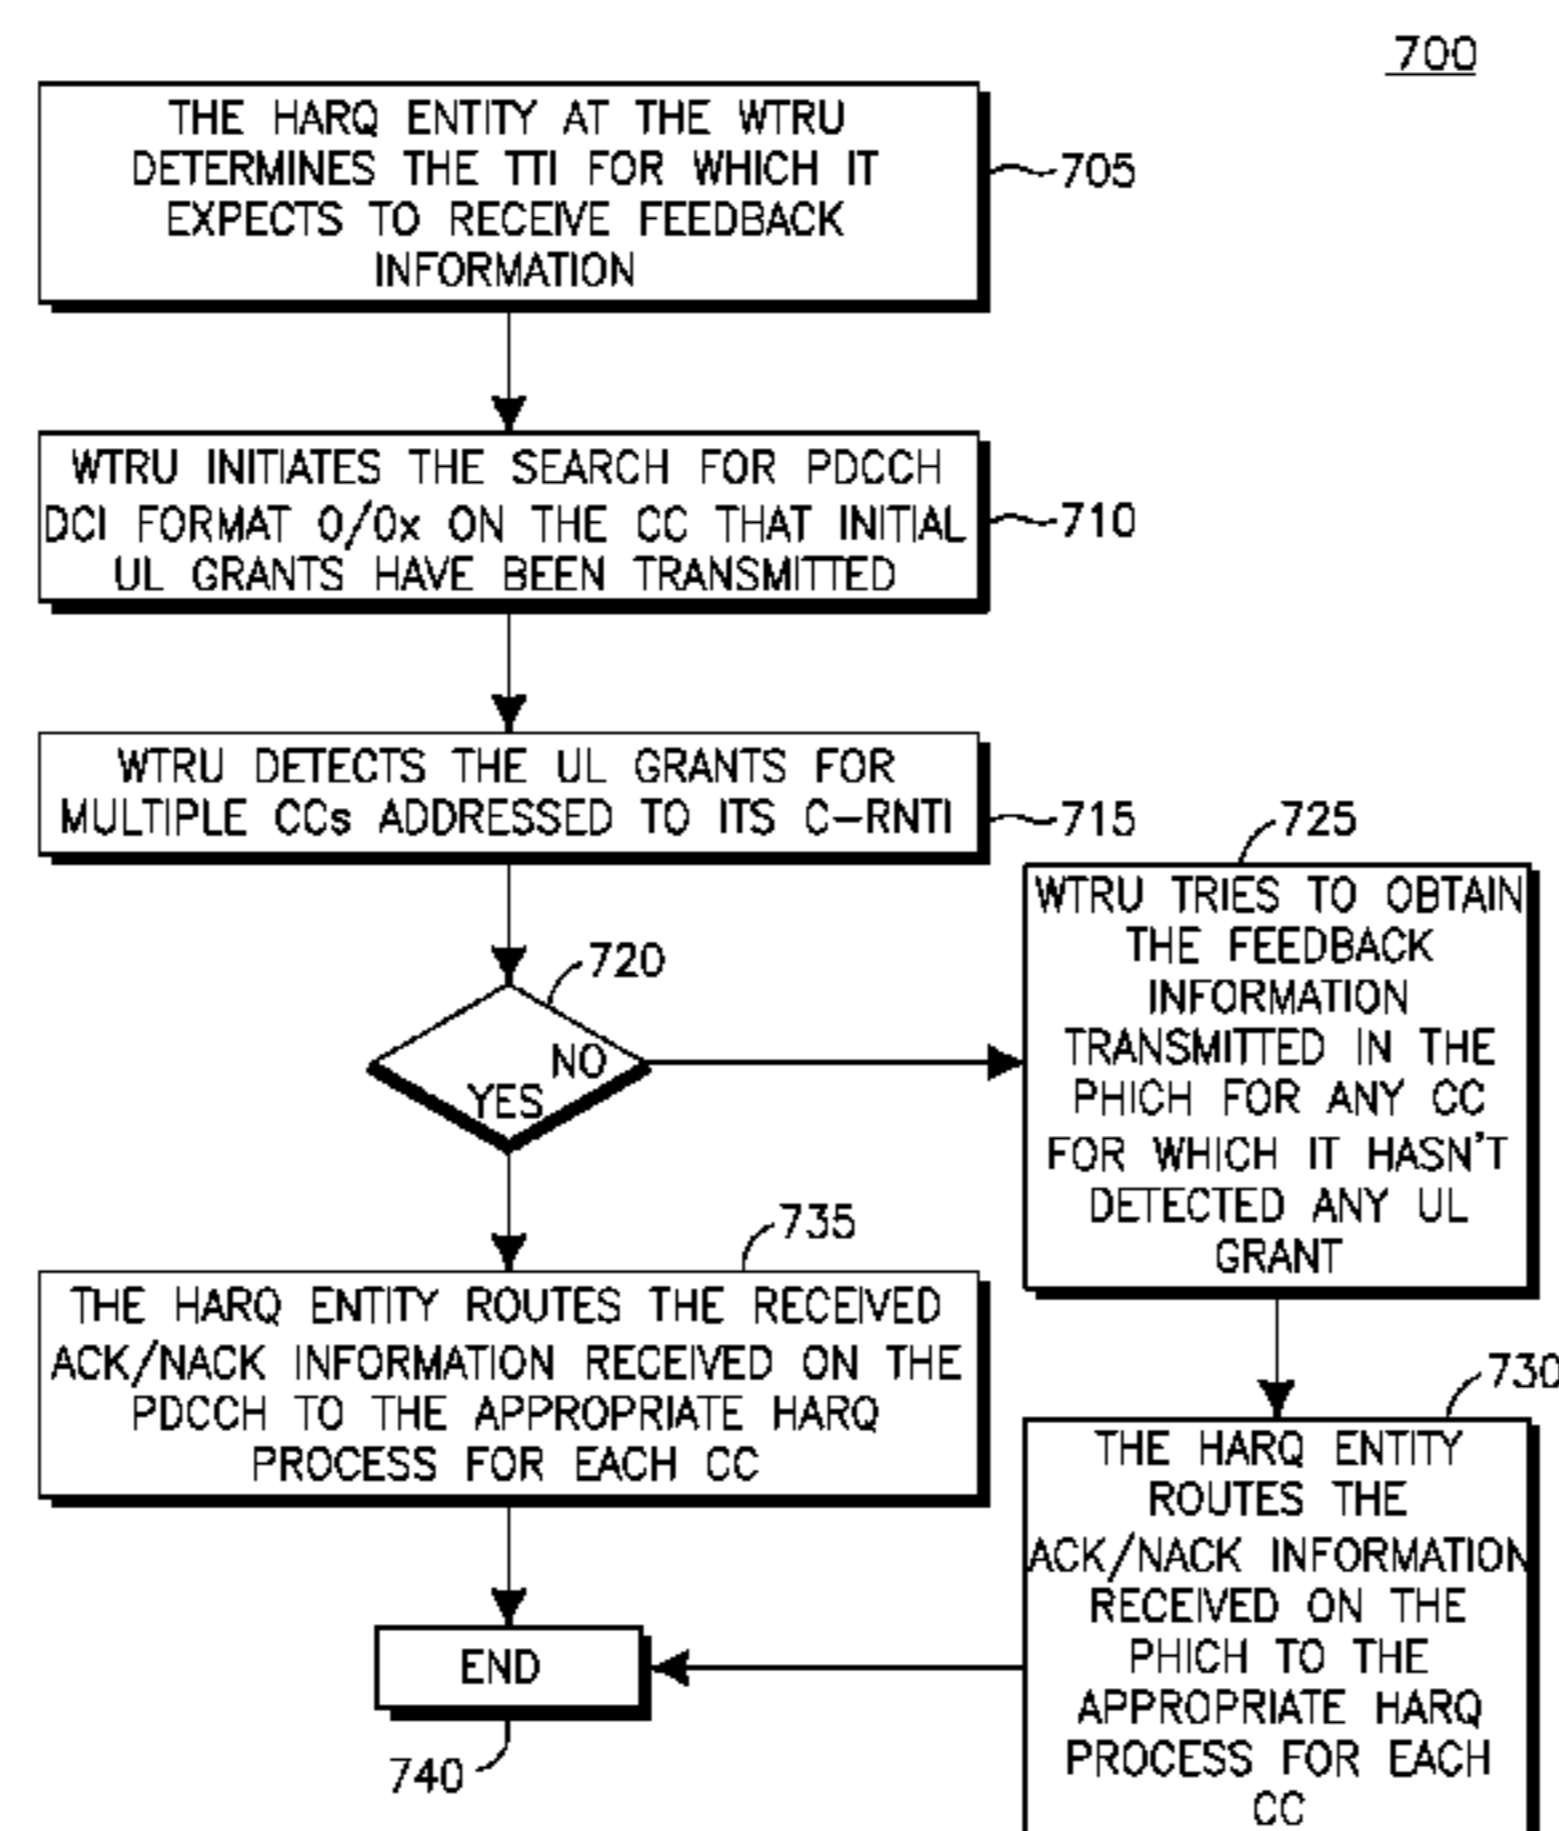 700
THE HARQ ENTITY AT THE WTRU
DETERMINES THE TTI FOR WHICH IT
EXPECTS TO RECEIVE FEEDBACK
INFORMATION
705
WTRU INITIATES THE SEARCH FOR PDCCH
DCI FORMAT 0/0x ON THE CC THAT INITIAL
UL GRANTS HAVE BEEN TRANSMITTED
710
WTRU DETECTS THE UL GRANTS FOR
MULTIPLE CCs ADDRESSED TO ITS C-RNTI
715
720
NO
YES
725
WTRU TRIES TO OBTAIN
THE FEEDBACK
INFORMATION
TRANSMITTED IN THE
PHICH FOR ANY CC
FOR WHICH IT HASN'T
DETECTED ANY UL
GRANT
735
THE HARQ ENTITY ROUTES THE RECEIVED
ACK/NACK INFORMATION RECEIVED ON THE
PDCCH TO THE APPROPRIATE HARQ
PROCESS FOR EACH CC
730
THE HARQ ENTITY
ROUTES THE
ACK/NACK INFORMATION
RECEIVED ON THE
PHICH TO THE
APPROPRIATE HARQ
PROCESS FOR EACH
CC
END
740